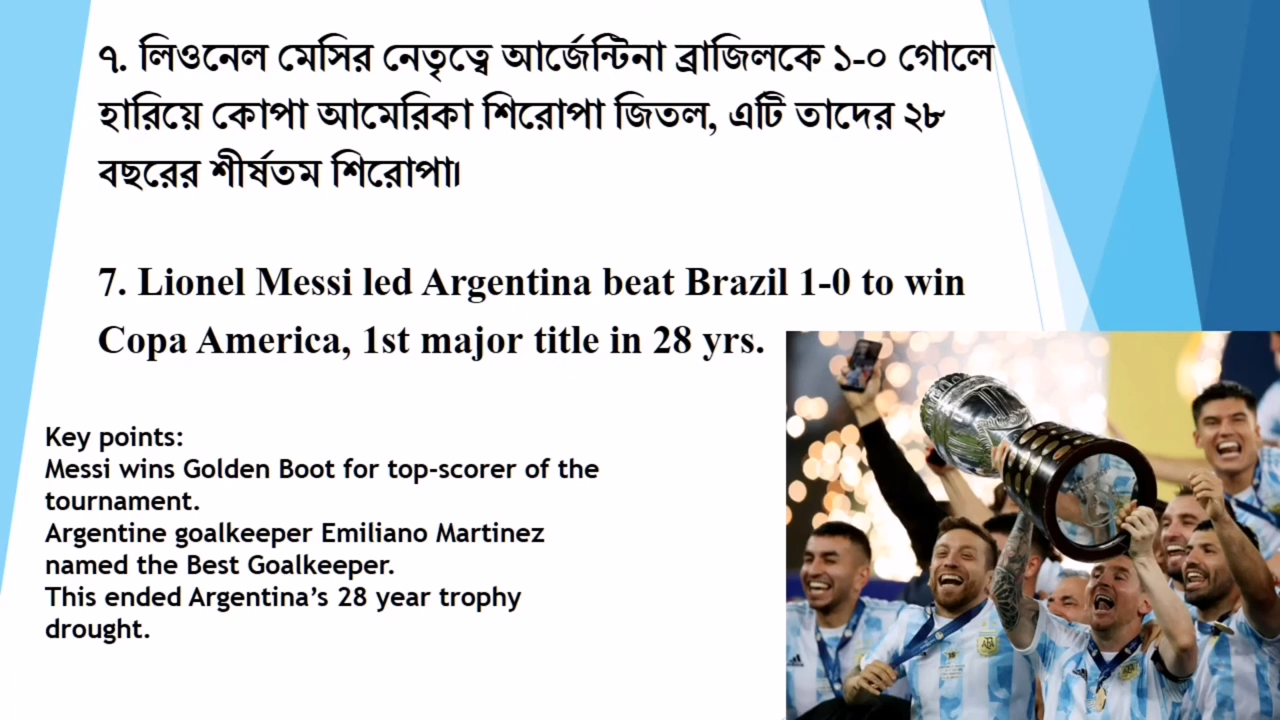 ৭. লিওনেল মেসির নেতৃত্বে আর্জেন্টিনা ব্রাজিলকে ১-০ গোলে
হারিয়ে কোপা আমেরিকা শিরোপা জিতল, এটি তাদের ২৮
বছরের শীর্ষতম শিরোপা।
7. Lionel Messi led Argentina beat Brazil 1-0 to win
Copa America, 1st major title in 28 yrs.
Key points:
Messi wins Golden Boot for top-scorer of the
tournament.
Argentine goalkeeper Emiliano Martinez
named the Best Goalkeeper.
This ended Argentina's 28 year trophy
drought.